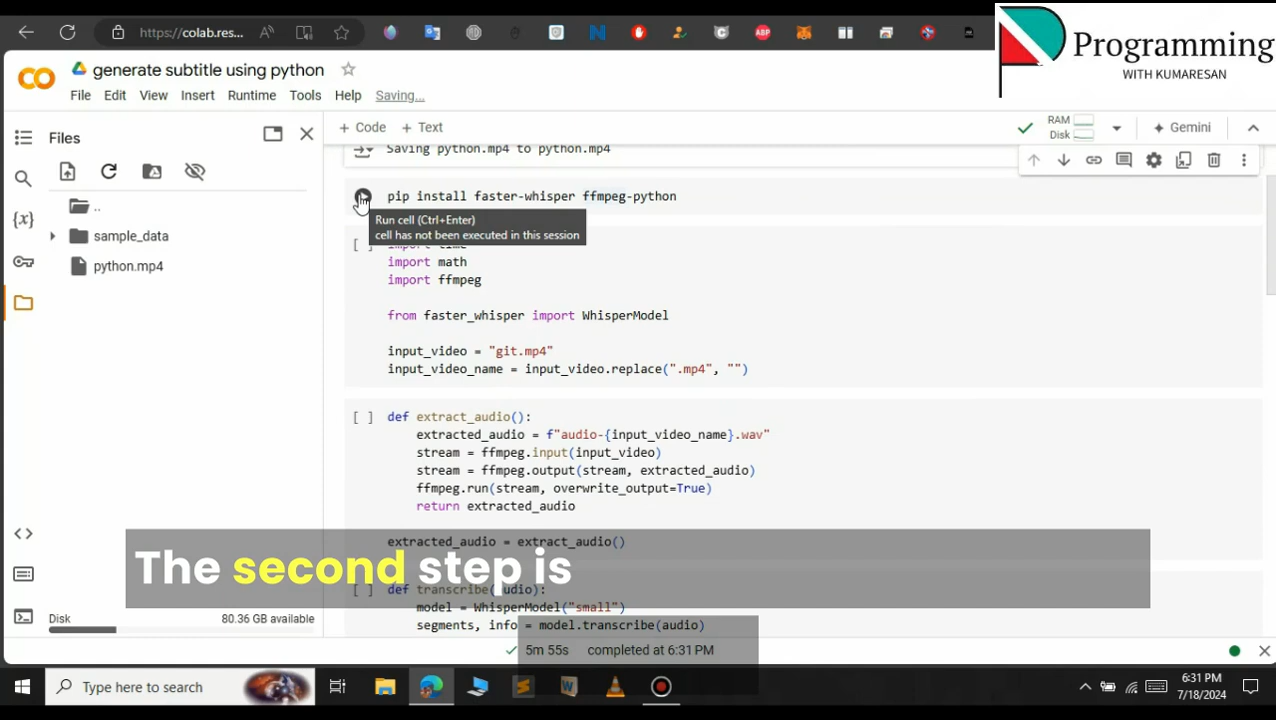 https://colab.res...
Programming
WITH KUMARESAN
CO
generate subtitle using python
File Edit View Insert Runtime Tools Help Saving...
Files
+ Code + Text
RAM
Disk
Gemini
Saving python.mp4 to python.mp4
..
sample_data
python.mp4
pip install faster-whisper ffmpeg-python
Run cell (Ctrl+Enter)
cell has not been executed in this session
[ ] import time
import math
import ffmpeg
from faster_whisper import WhisperModel
input_video = "git.mp4"
input_video_name = input_video.replace(".mp4", "")
[ ] def extract_audio():
extracted_audio = f"audio-{input_video_name}.wav"
stream = ffmpeg.input(input_video)
stream = ffmpeg.output(stream, extracted_audio)
ffmpeg.run(stream, overwrite_output=True)
return extracted_audio
extracted_audio = extract_audio()
The second step is
[ ] def transcribe(audio):
model = WhisperModel("small")
segments, info = model.transcribe(audio)
Disk 80.36 GB available
5m 55s completed at 6:31 PM
Type here to search
6:31 PM
7/18/2024